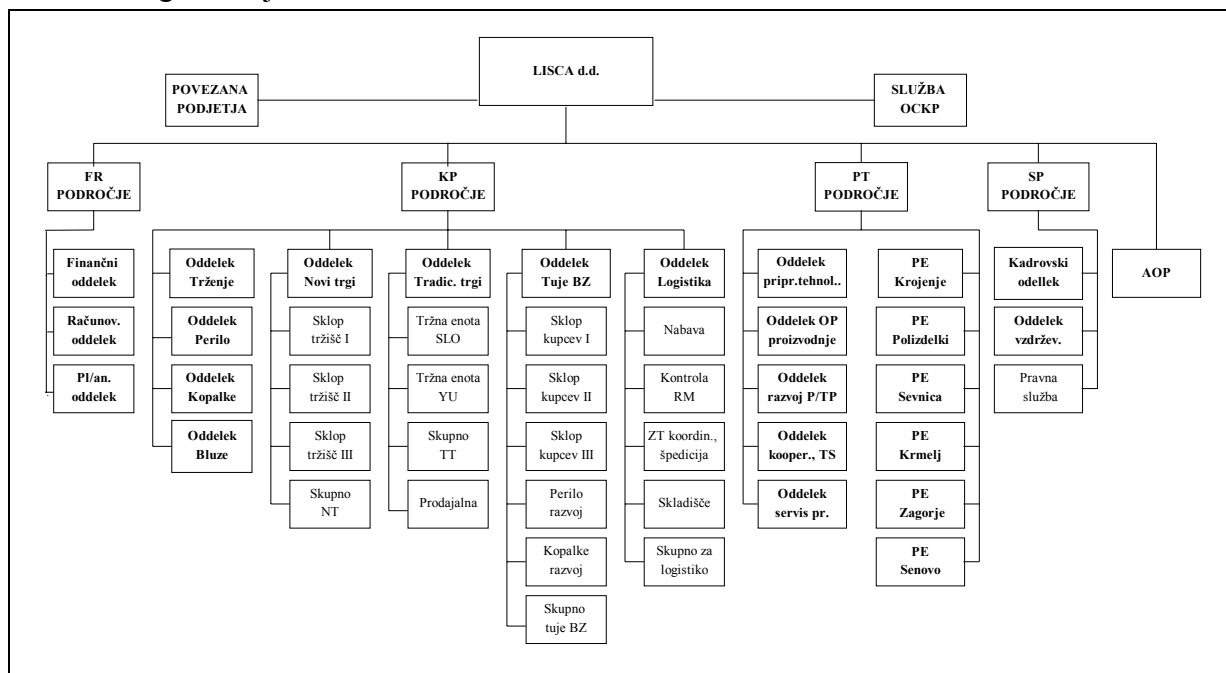 LISCA d.d.
POVEZANA
PODJETJA
SLUŽBA
OCKP
FR
PODROČJE
KP
PODROČJE
PT
PODROČJE
SP
PODROČJE
AOP
Finančni
oddelek
Računov.
oddelek
Pl/an.
oddelek
Oddelek
Trženje
Oddelek
Perilo
Oddelek
Kopalke
Oddelek
Bluze
Oddelek
Novi trgi
Sklop
tržišč I
Sklop
tržišč II
Sklop
tržišč III
Skupno
NT
Oddelek
Tradic. trgi
Tržna enota
SLO
Tržna enota
YU
Skupno
TT
Prodajalna
Oddelek
Tuje BZ
Sklop
kupcev I
Sklop
kupcev II
Sklop
kupcev III
Perilo
razvoj
Kopalke
razvoj
Skupno
tuje BZ
Oddelek
Logistika
Nabava
Kontrola
RM
ZT koordin.,
špedicija
Skladišče
Skupno za
logistiko
Oddelek
pripr.tehnol..
Oddelek OP
proizvodnje
Oddelek
razvoj P/TP
Oddelek
kooper., TS
Oddelek
servis pr.
PE
Krojenje
PE
Polizdelki
PE
Sevnica
PE
Krmelj
PE
Zagorje
PE
Senovo
Kadrovski
odellek
Oddelek
vzdržev.
Pravna
služba